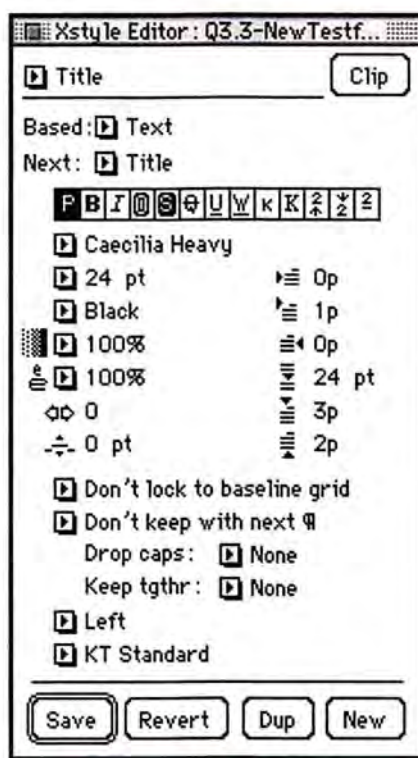 Xstyle Editor : Q3.3-NewTestf...
Title
Clip
Based: Text
Next: Title
P B I O S Q U W K K 2 2 2
Caecilia Heavy
24 pt 0p
Black 1p
100% 0p
100% 24 pt
0 3p
0 pt 2p
Don't lock to baseline grid
Don't keep with next ¶
Drop caps: None
Keep tgthr: None
Left
KT Standard
Save Revert Dup New